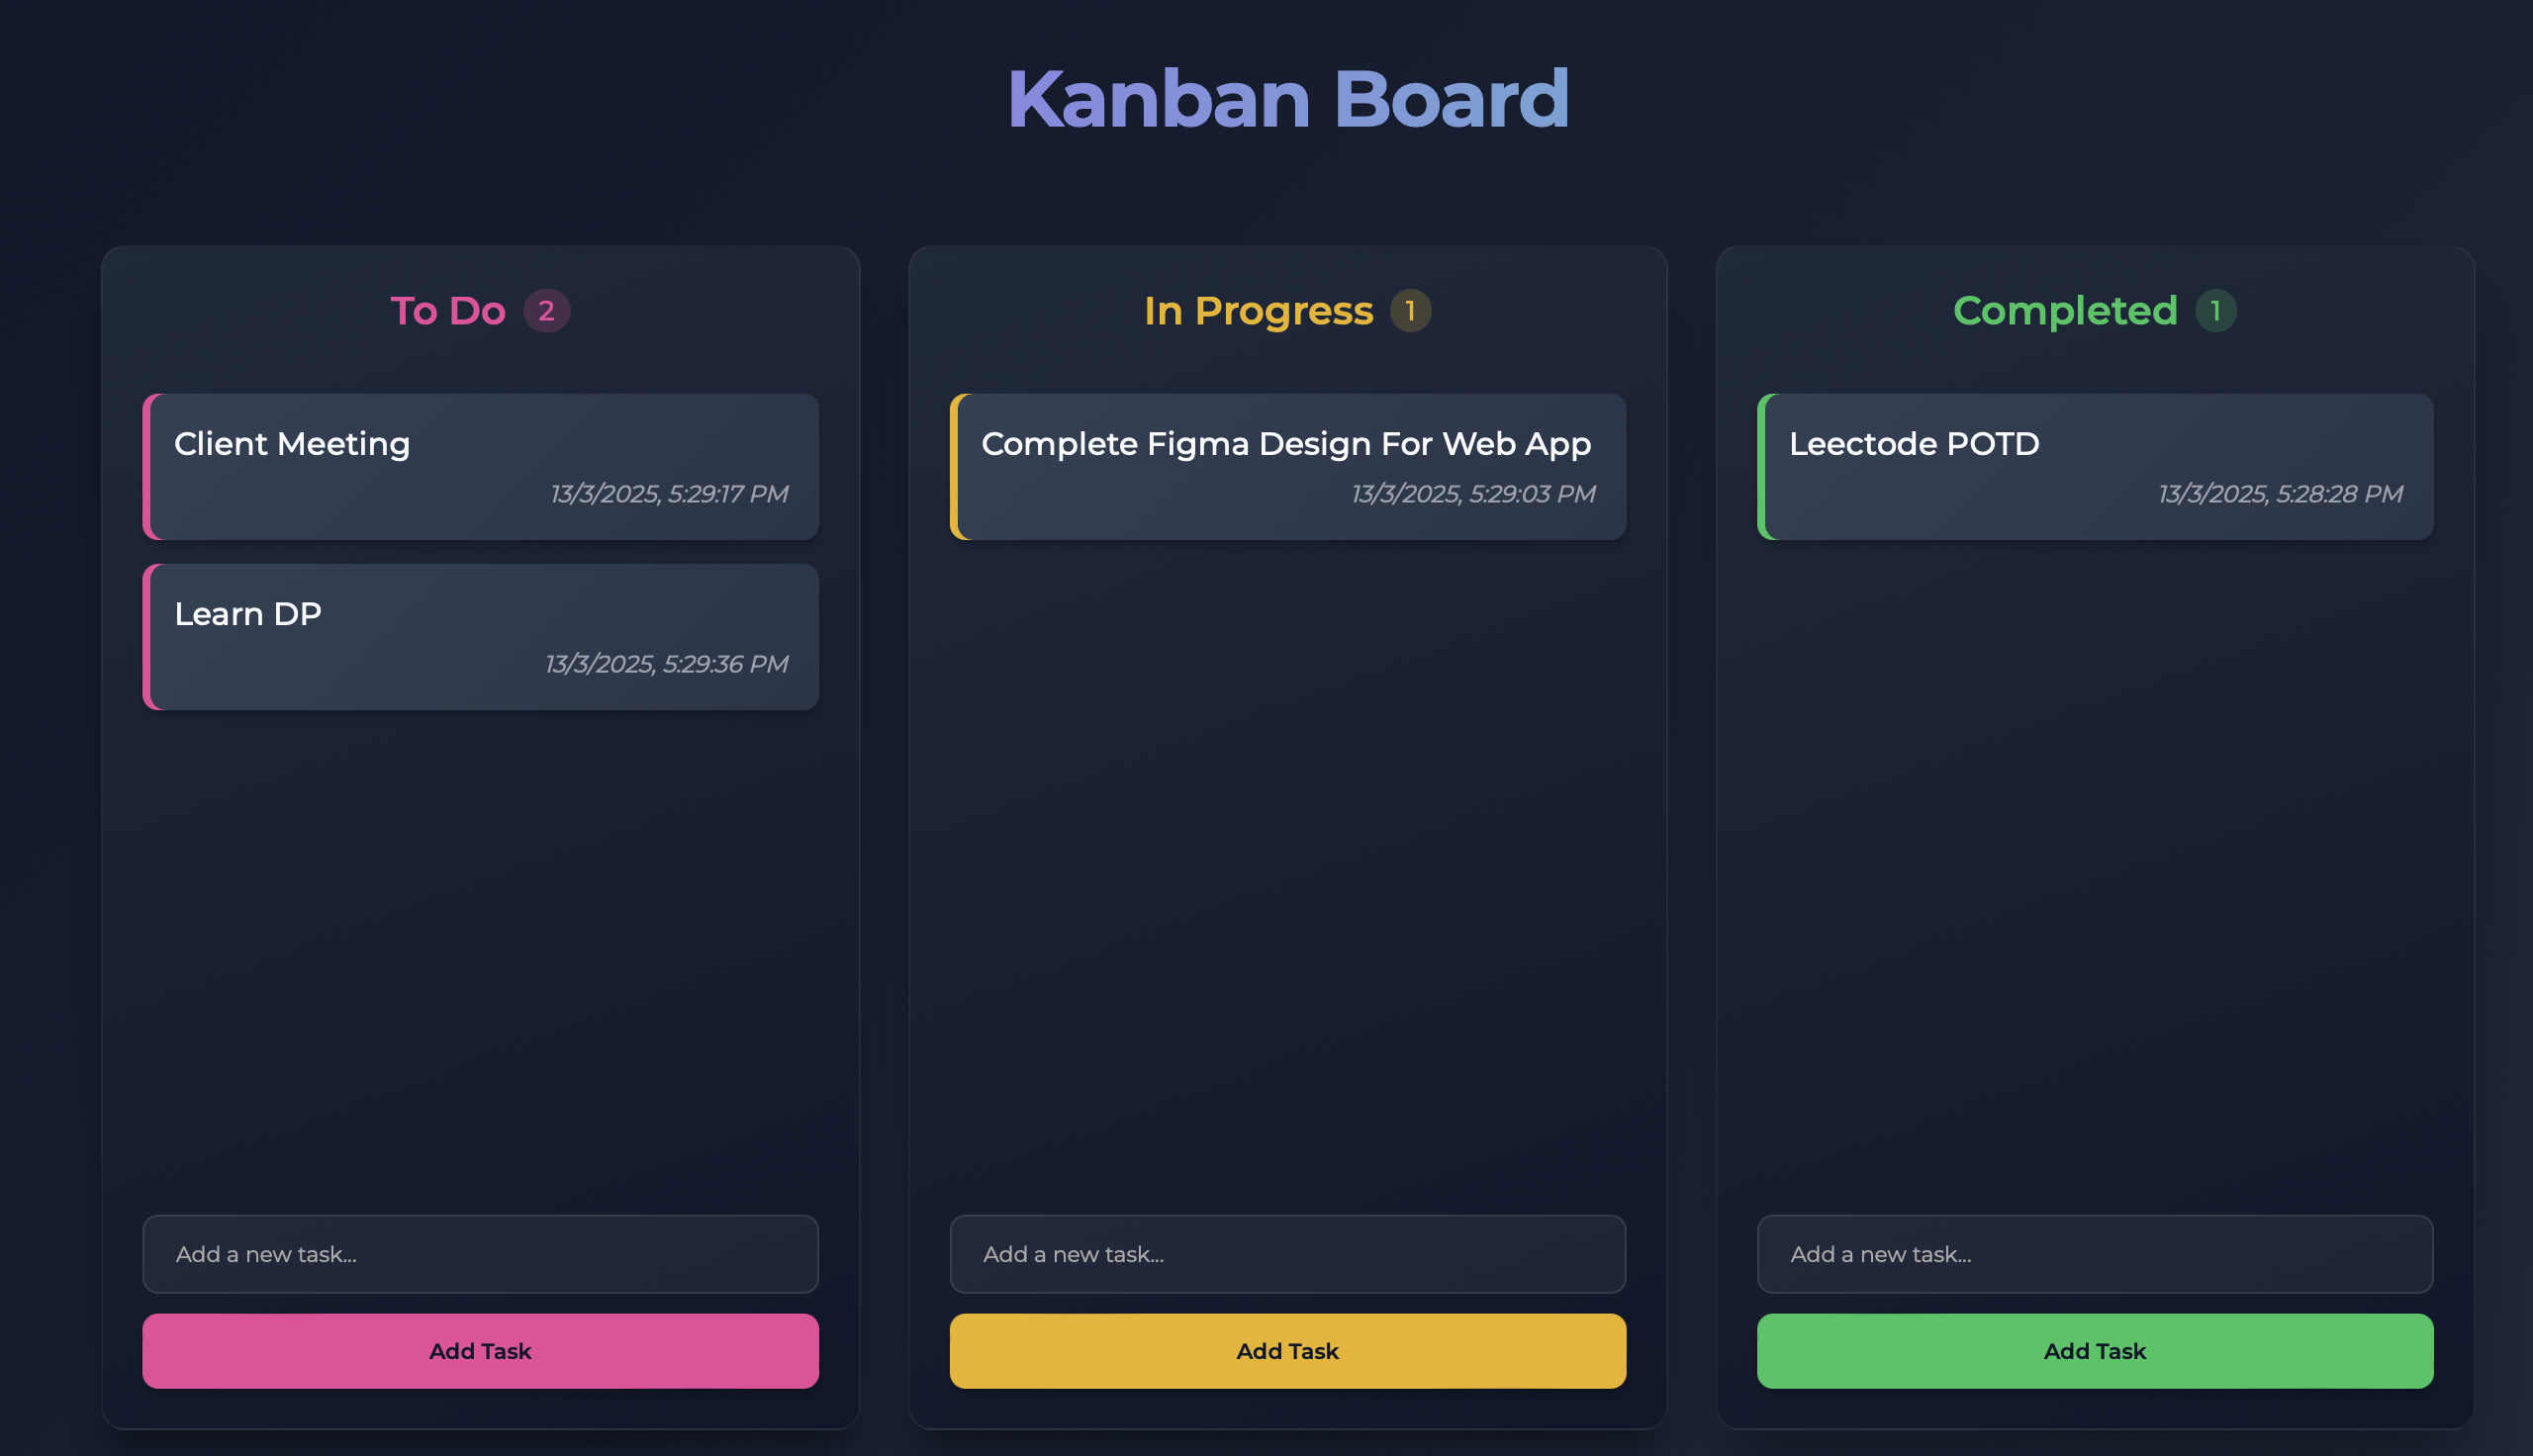 Kanban Board
To Do 2
Client Meeting
13/3/2025, 5:29:17 PM
Learn DP
13/3/2025, 5:29:36 PM
Add a new task...
Add Task
In Progress 1
Complete Figma Design For Web App
13/3/2025, 5:29:03 PM
Add a new task...
Add Task
Completed 1
Leectode POTD
13/3/2025, 5:28:28 PM
Add a new task...
Add Task